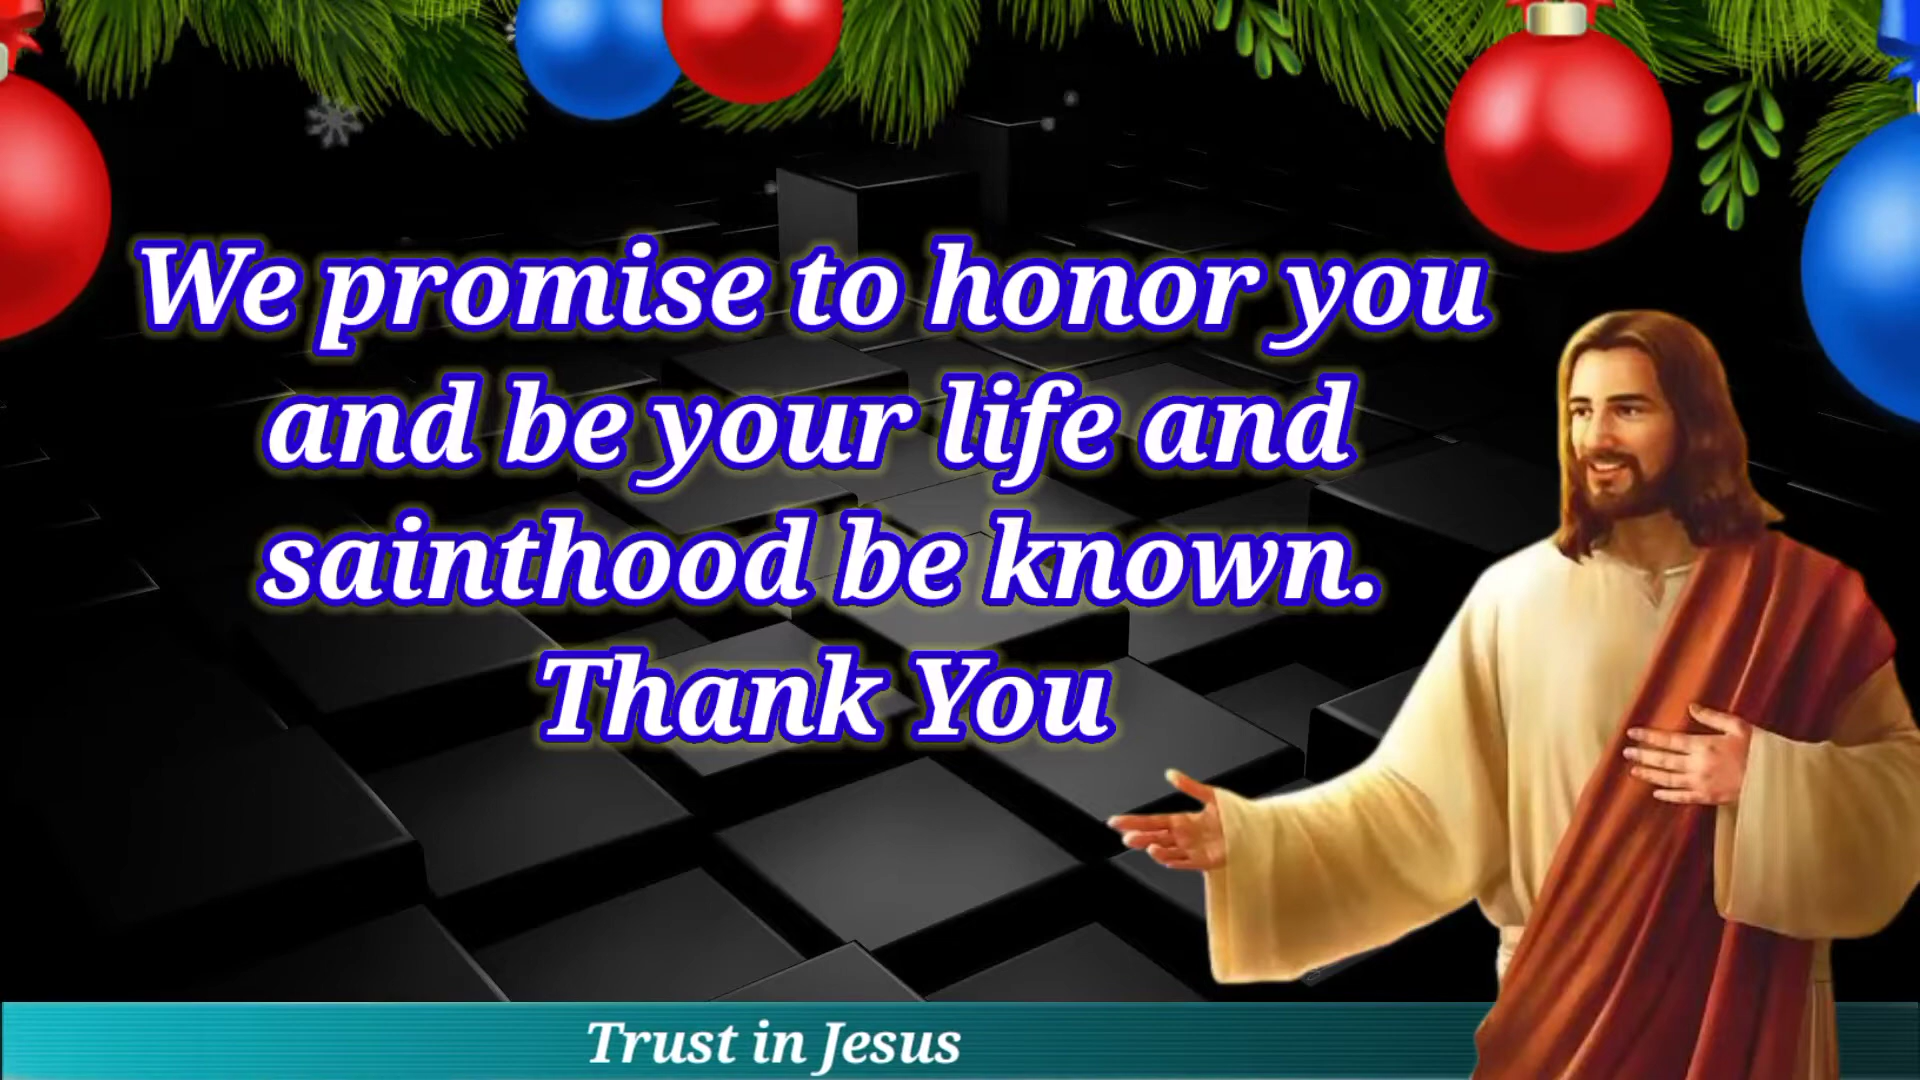 We promise to honor you
and be your life and
sainthood be known.
Thank You
Trust in Jesus